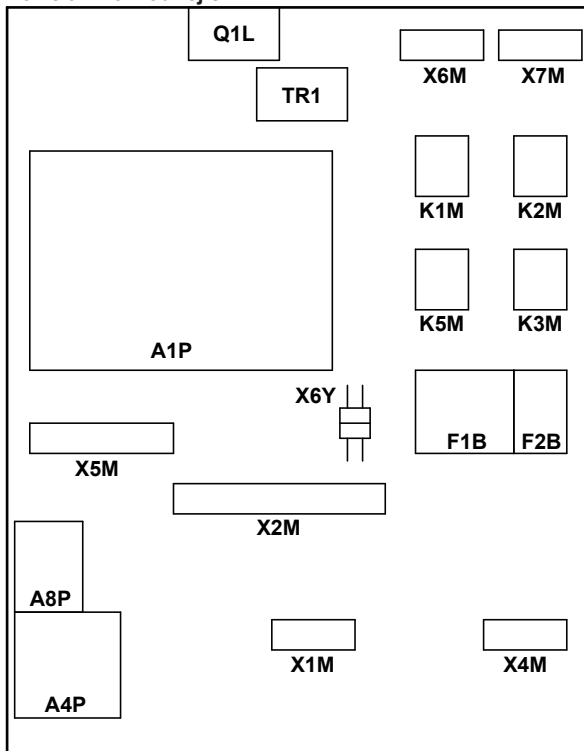 Q1L
X6M X7M
TR1
K1M K2M
K5M K3M
A1P
X6Y
F1B F2B
X5M
X2M
A8P
X1M X4M
A4P